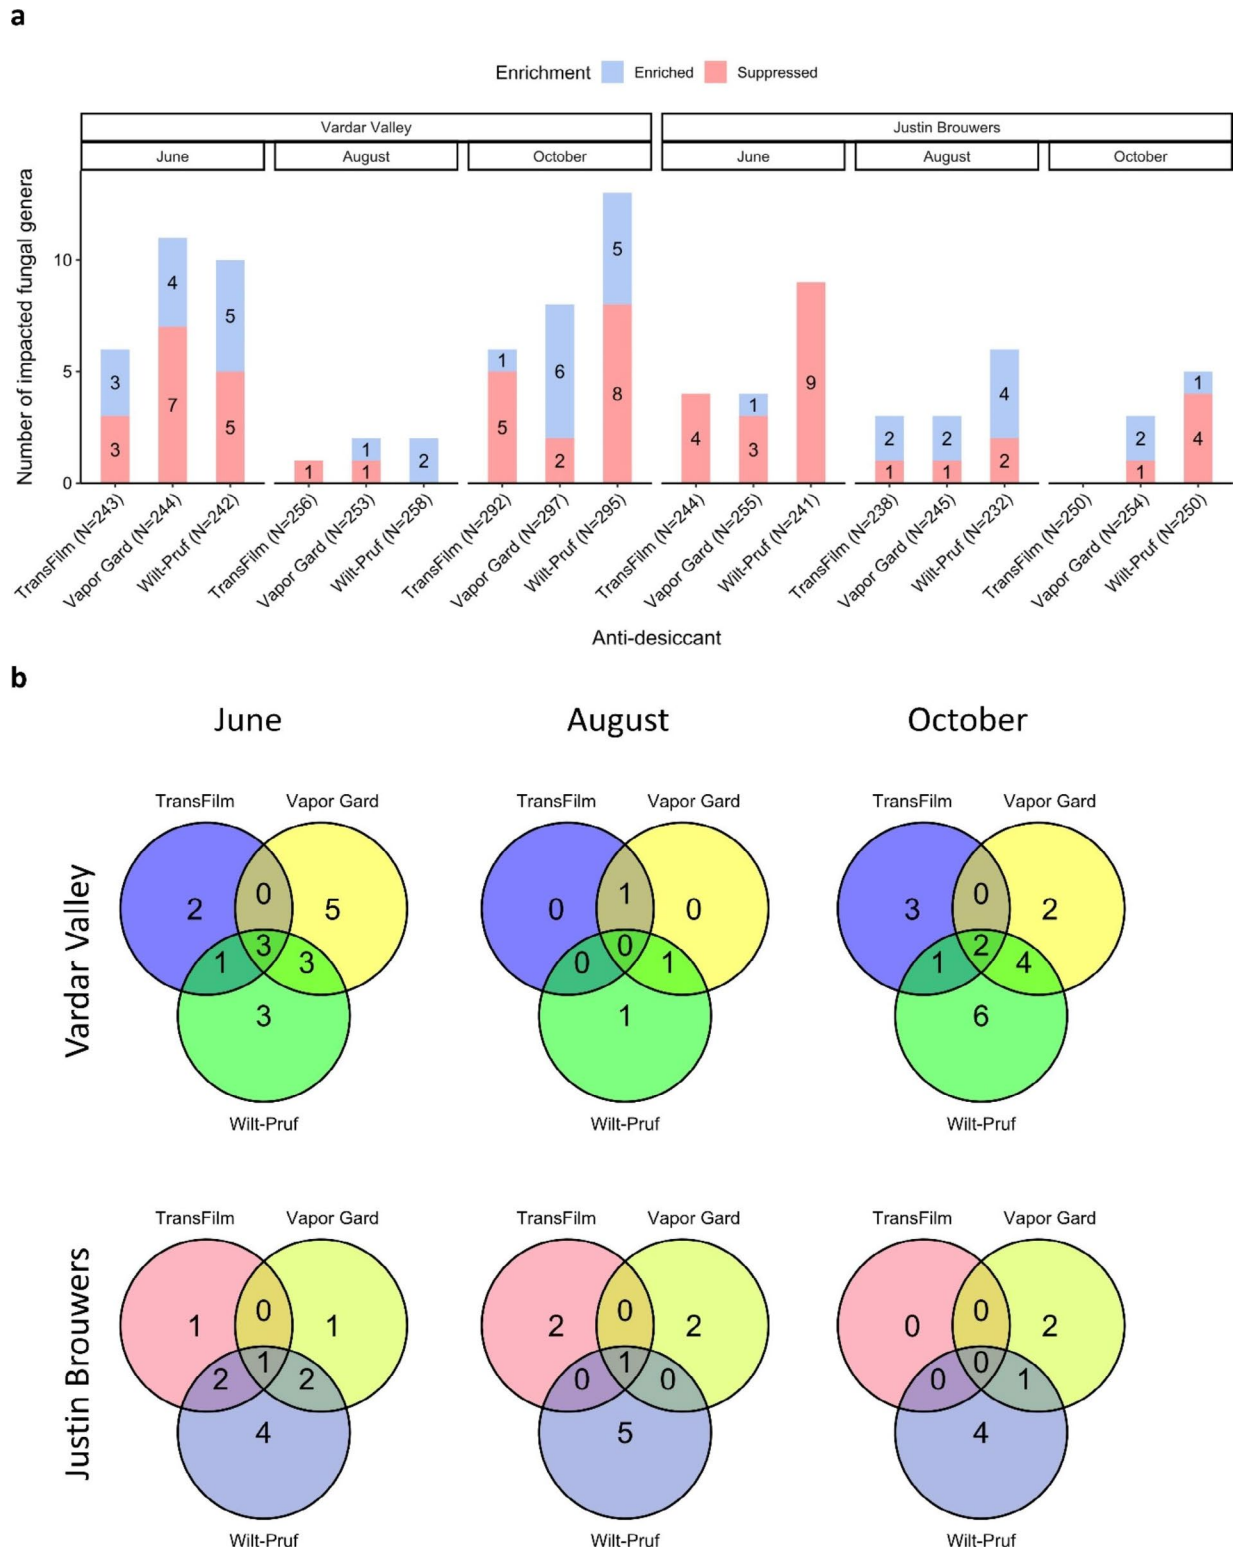 a
Enrichment Enriched Suppressed
Vardar Valley Justin Brouwers
June August October June August October
Number of impacted fungal genera
10
5
0
3 3
4 7
5 5
1
1 1
2
1 5
6 2
5 8
4
1 3
9
2 1
2 1
4 2
2 1
1 4
TransFilm (N=243)
Vapor Gard (N=244)
Wilt-Pruf (N=242)
TransFilm (N=256)
Vapor Gard (N=253)
Wilt-Pruf (N=258)
TransFilm (N=292)
Vapor Gard (N=297)
Wilt-Pruf (N=295)
TransFilm (N=244)
Vapor Gard (N=255)
Wilt-Pruf (N=241)
TransFilm (N=238)
Vapor Gard (N=245)
Wilt-Pruf (N=232)
TransFilm (N=250)
Vapor Gard (N=254)
Wilt-Pruf (N=250)
Anti-desiccant
b
June August October
Vardar Valley
TransFilm Vapor Gard TransFilm Vapor Gard TransFilm Vapor Gard
2 0 5 0 1 0 3 0 2
1 3 3 0 0 1 1 2 4
3 1 6
Wilt-Pruf Wilt-Pruf Wilt-Pruf
Justin Brouwers
TransFilm Vapor Gard TransFilm Vapor Gard TransFilm Vapor Gard
1 0 1 2 0 2 0 0 2
2 1 2 0 1 0 0 0 1
4 5 4
Wilt-Pruf Wilt-Pruf Wilt-Pruf